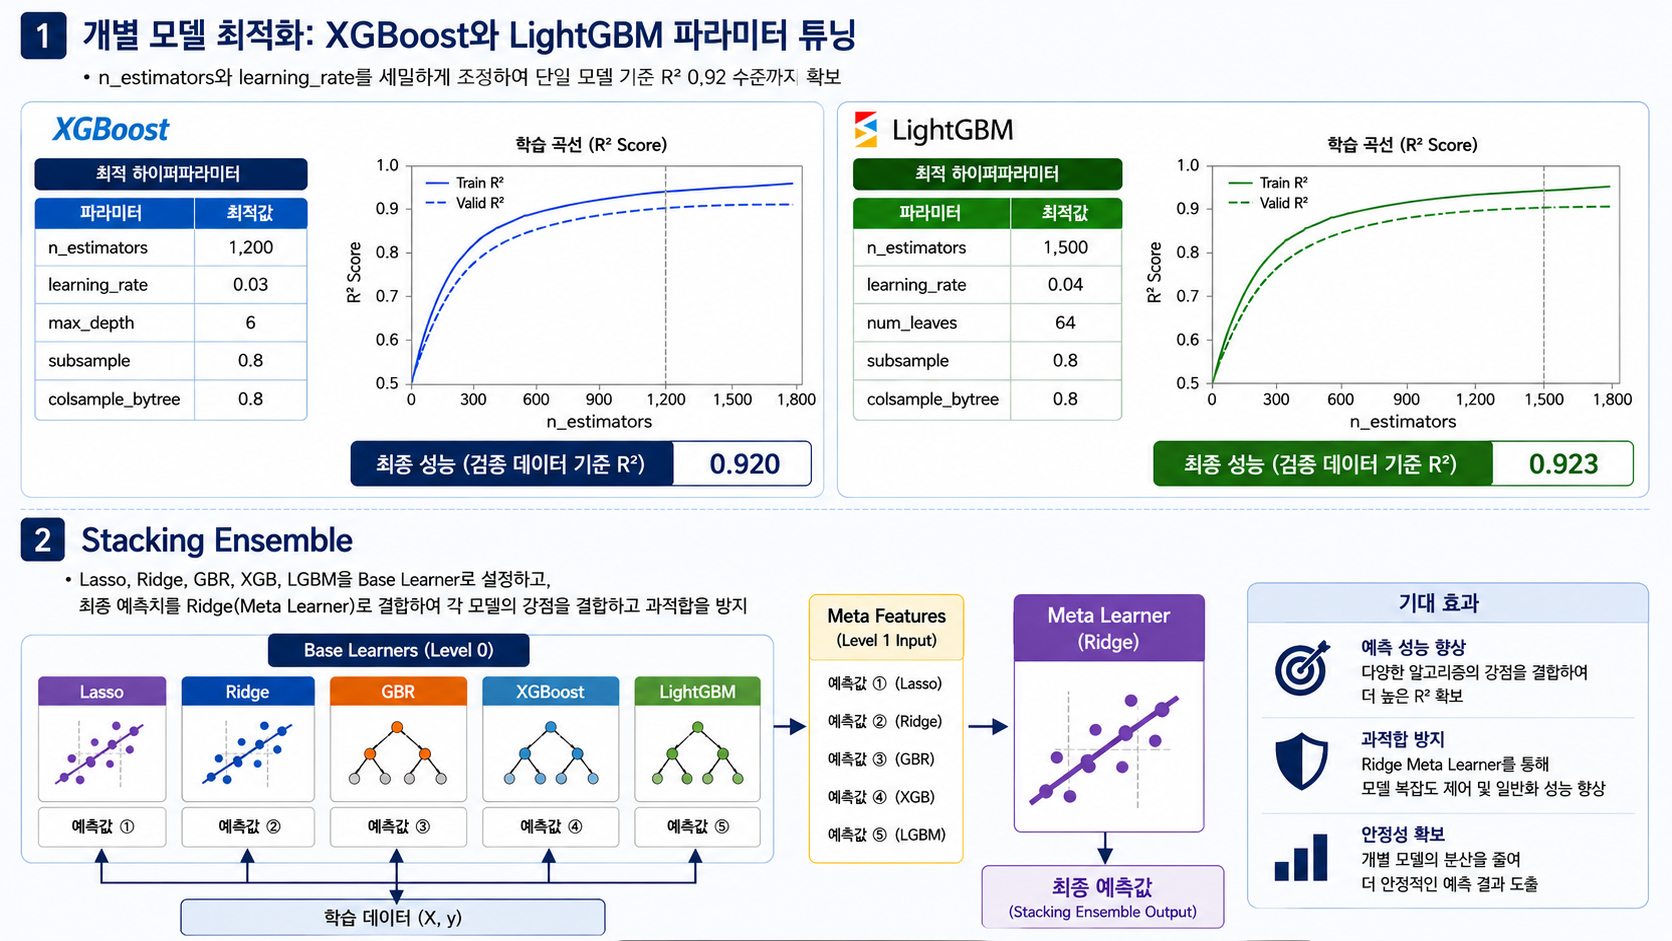 1 개별 모델 최적화: XGBoost와 LightGBM 파라미터 튜닝
• n_estimators와 learning_rate를 세밀하게 조정하여 단일 모델 기준 R² 0,92 수준까지 확보
XGBoost
최적 하이퍼파라미터
파라미터 최적값
n_estimators 1,200
learning_rate 0.03
max_depth 6
subsample 0.8
colsample_bytree 0.8
학습 곡선 (R² Score)
Train R²
Valid R²
R² Score
1.0
0.9
0.8
0.7
0.6
0.5
0 300 600 900 1,200 1,500 1,800
n_estimators
최종 성능 (검증 데이터 기준 R²) 0.920
LightGBM
최적 하이퍼파라미터
파라미터 최적값
n_estimators 1,500
learning_rate 0.04
num_leaves 64
subsample 0.8
colsample_bytree 0.8
학습 곡선 (R² Score)
Train R²
Valid R²
R² Score
1.0
0.9
0.8
0.7
0.6
0.5
0 300 600 900 1,200 1,500 1,800
n_estimators
최종 성능 (검종 데이터 기준 R²) 0.923
2 Stacking Ensemble
• Lasso, Ridge, GBR, XGB, LGBM을 Base Learner로 설정하고,
최종 예측치를 Ridge(Meta Learner)로 결합하여 각 모델의 강점을 결합하고 과적합을 방지
Base Learners (Level 0)
Lasso Ridge GBR XGBoost LightGBM
예측값 ① 예측값 ② 예측값 ③ 예측값 ④ 예측값 ⑤
학습 데이터 (X, y)
Meta Features
(Level 1 Input)
예측값 ① (Lasso)
예측값 ② (Ridge)
예측값 ③ (GBR)
예측값 ④ (XGB)
예측값 ⑤ (LGBM)
Meta Learner
(Ridge)
최종 예측값
(Stacking Ensemble Output)
기대 효과
예측 성능 향상
다양한 알고리즘의 강점을 결합하여
더 높은 R² 확보
과적합 방지
Ridge Meta Learner를 통해
모델 복잡도 제어 및 일반화 성능 향상
안정성 확보
개별 모델의 분산을 줄여
더 안정적인 예측 결과 도출